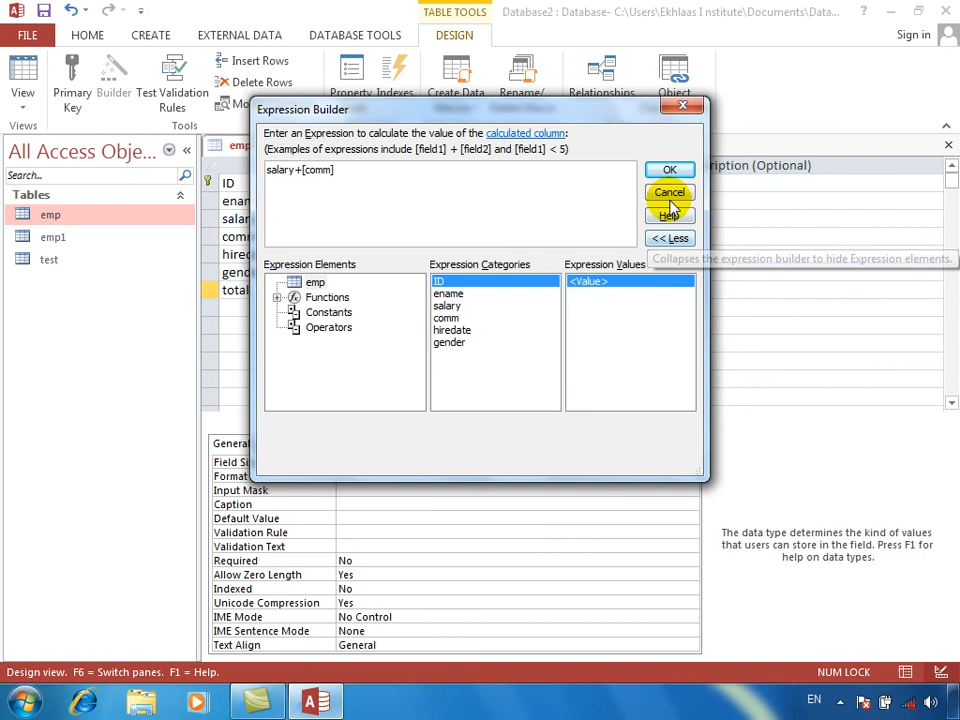 TABLE TOOLS
Database2 : Database- C:\Users\Ekhlaas I nstitute\Documents\Data...
FILE
HOME
CREATE
EXTERNAL DATA
DATABASE TOOLS
DESIGN
Sign in
View
Primary Key
Builder
Test Validation Rules
Insert Rows
Delete Rows
Property
Indexes
Create Data
Rename/
Relationships
Object
Views
Tools
All Access Obje...
Search...
Tables
emp
emp1
test
ption (Optional)
ID
total
Expression Builder
Enter an Expression to calculate the value of the calculated column:
(Examples of expressions include [field1] + [field2] and [field1] < 5)
salary+[comm]
OK
Cancel
Help
<< Less
Collapses the expression builder to hide Expression elements.
Expression Elements
Expression Categories
Expression Values
emp
Functions
Constants
Operators
ID
ename
salary
comm
hiredate
gender
<Value>
General
Format
Input Mask
Caption
Default Value
Validation Rule
Validation Text
Required No
Allow Zero Length Yes
Indexed No
Unicode Compression Yes
IME Mode No Control
IME Sentence Mode None
Text Align General
The data type determines the kind of values
that users can store in the field. Press F1 for
help on data types.
Design view. F6 = Switch panes. F1 = Help.
NUM LOCK
EN